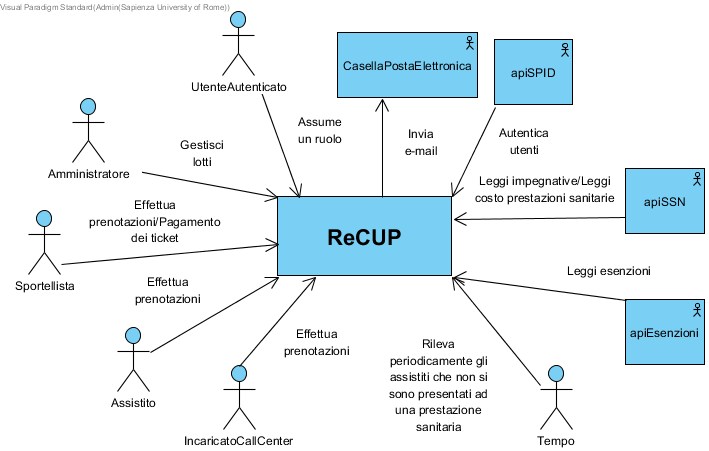 Visual Paradigm Standard(Admin(Sapienza University of Rome))
UtenteAutenticato
CasellaPostaElettronica
apiSPID
Assume
un ruolo
Invia
e-mail
Autentica
utenti
Amministratore
Gestisci
lotti
Leggi impegnative/Leggi
costo prestazioni sanitarie
apiSSN
Sportellista
Effettua
prenotazioni/Pagamento
dei ticket
ReCUP
Leggi esenzioni
apiEsenzioni
Assistito
Effettua
prenotazioni
IncaricatoCallCenter
Effettua
prenotazioni
Rileva
periodicamente gli
assistiti che non si
sono presentati ad
una prestazione
sanitaria
Tempo